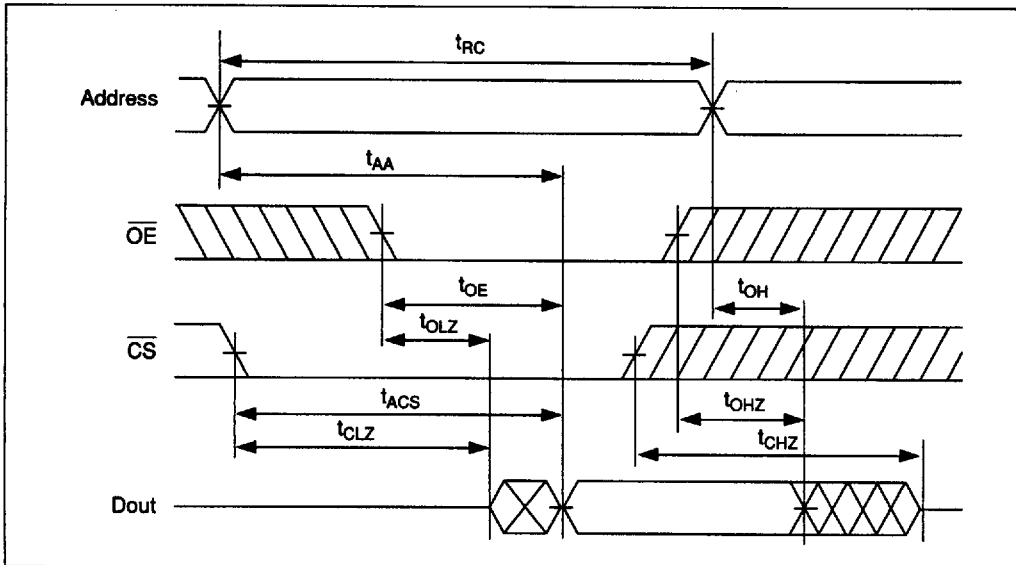 tRC
Address
tAA
OE
tOE
tOH
tOLZ
CS
tACS
tOHZ
tCLZ
tCHZ
Dout